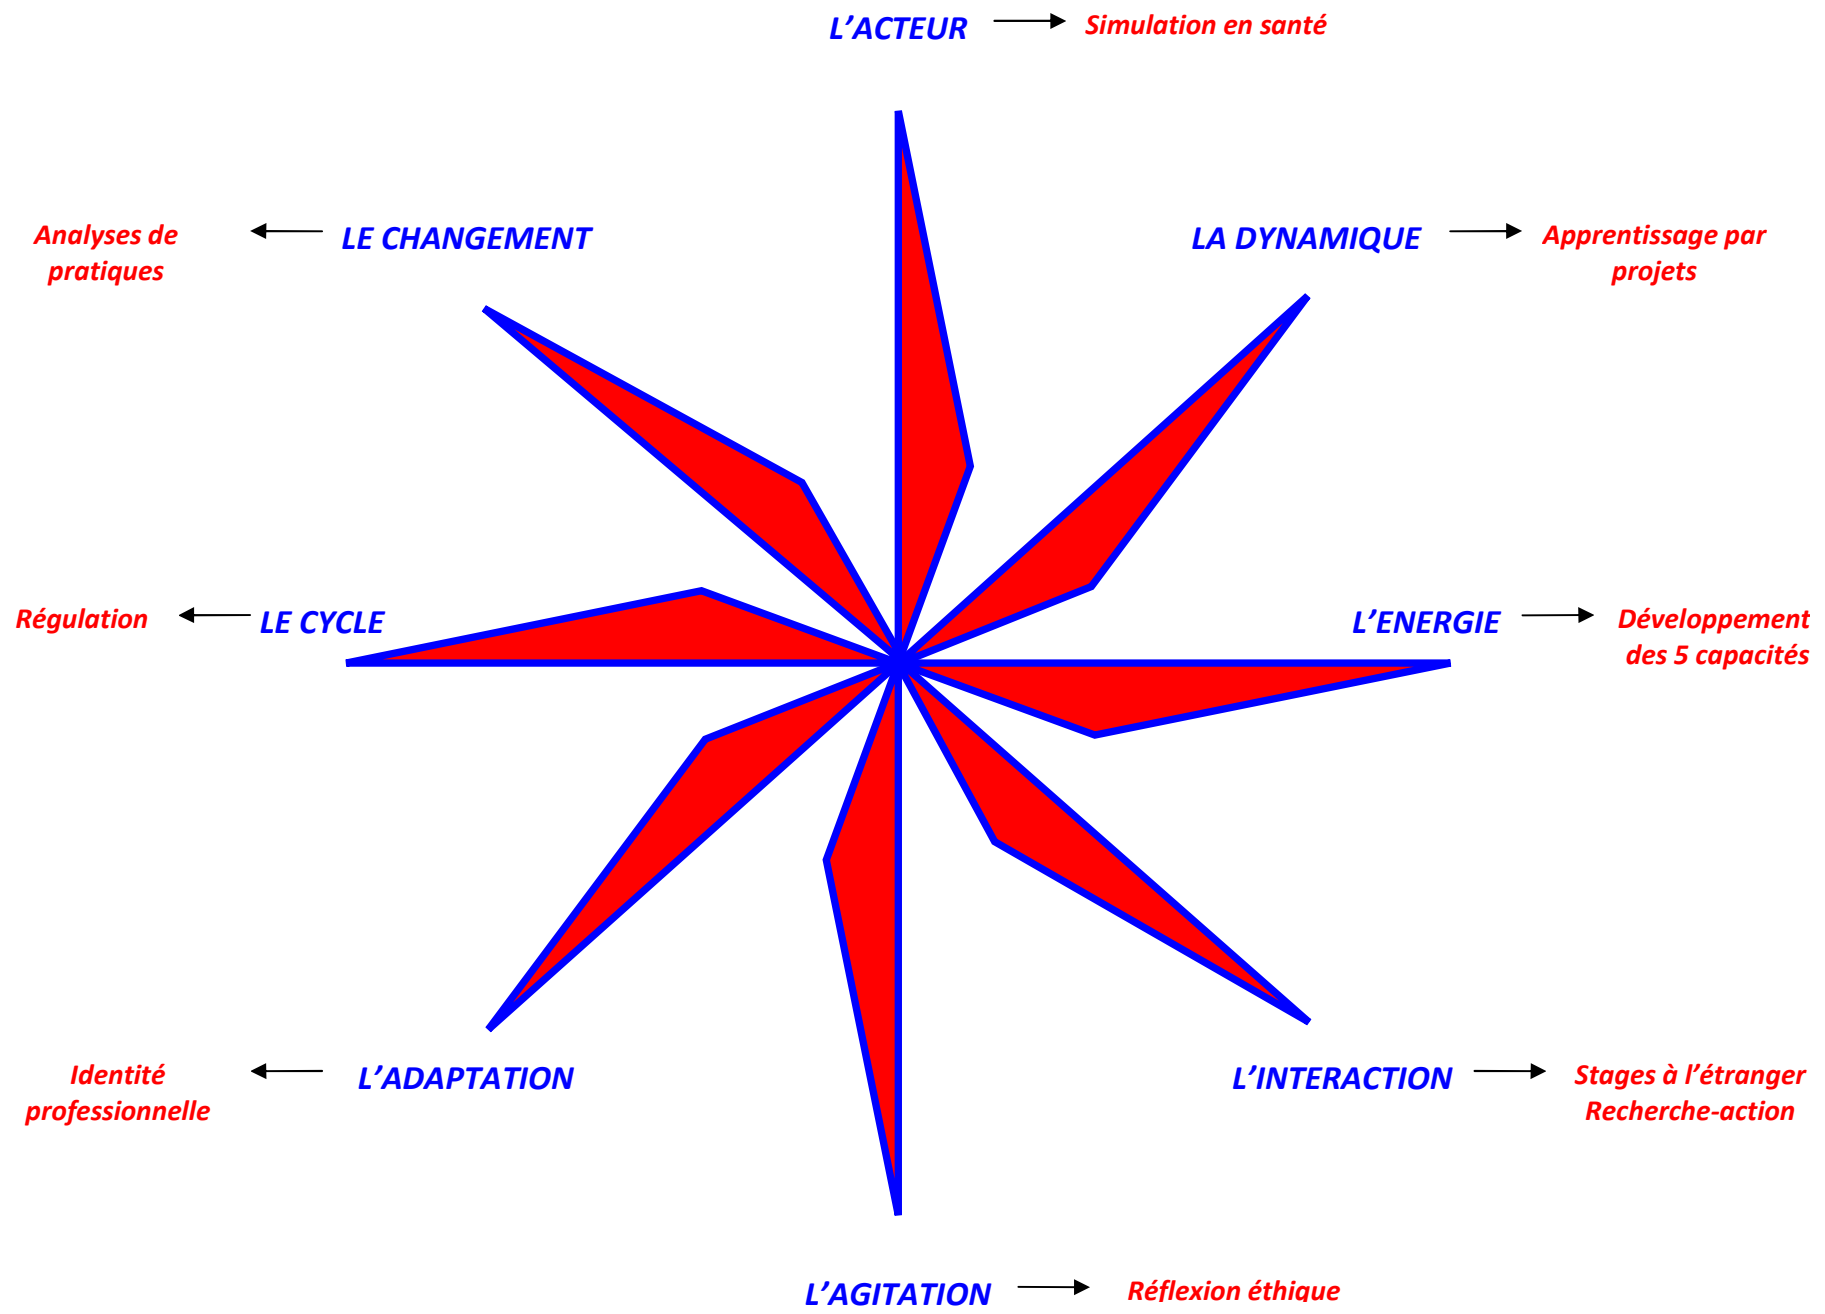 L’ACTEUR
Simulation en santé
Analyses de
pratiques
LE CHANGEMENT
LA DYNAMIQUE
Apprentissage par
projets
Régulation
LE CYCLE
L’ENERGIE
Développement
des 5 capacités
Identité
professionnelle
L’ADAPTATION
L’INTERACTION
Stages à l’étranger
Recherche-action
L’AGITATION
Réflexion éthique